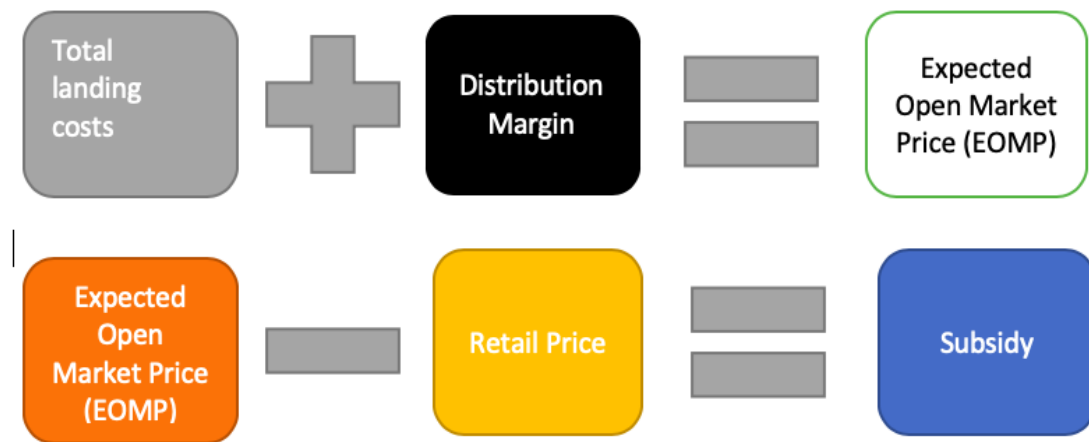 Total
landing
costs
Distribution
Margin
Expected
Open Market
Price (EOMP)
Expected
Open
Market Price
(EOMP)
Retail Price
Subsidy